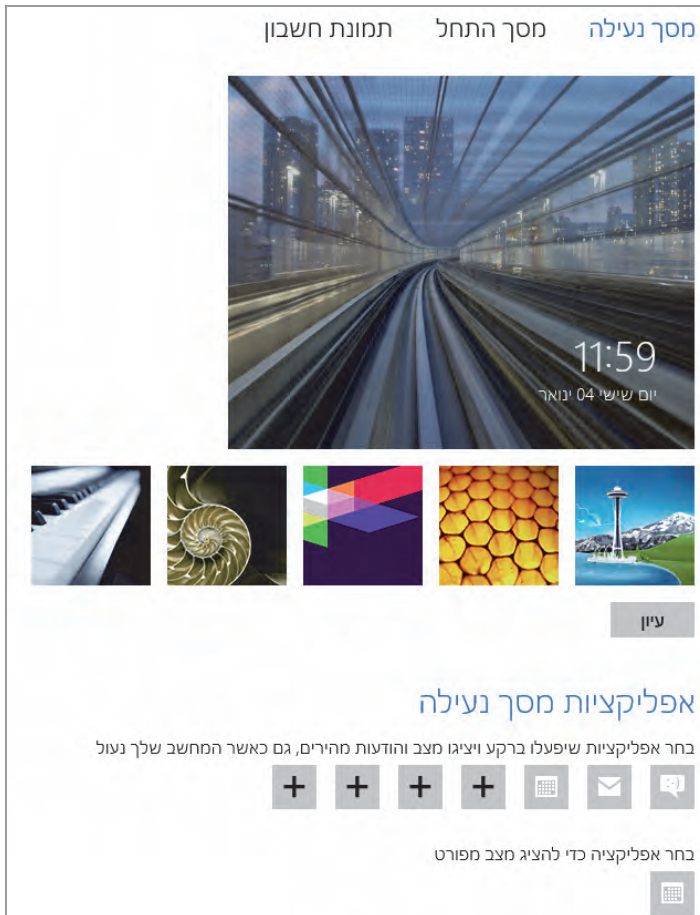 מסך נעילה מסך התחל תמונת חשבון
11:59
יום שישי 04 ינואר
עיון
אפליקציות מסך נעילה
בחר אפליקציות שיפעלו ברקע ויציגו מצב והודעות מהירים, גם כאשר המחשב שלך נעול
בחר אפליקציה כדי להציג מצב מפורט